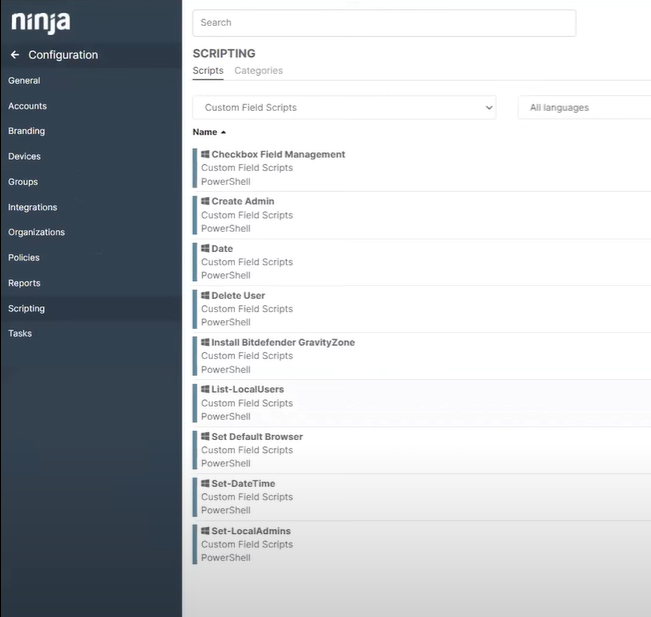 ninja
Configuration
General
Accounts
Branding
Devices
Groups
Integrations
Organizations
Policies
Reports
Scripting
Tasks
Search
SCRIPTING
Scripts Categories
Custom Field Scripts All languages
Name
Checkbox Field Management
Custom Field Scripts
PowerShell
Create Admin
Custom Field Scripts
PowerShell
Date
Custom Field Scripts
PowerShell
Delete User
Custom Field Scripts
PowerShell
Install Bitdefender GravityZone
Custom Field Scripts
PowerShell
List-LocalUsers
Custom Field Scripts
PowerShell
Set Default Browser
Custom Field Scripts
PowerShell
Set-DateTime
Custom Field Scripts
PowerShell
Set-LocalAdmins
Custom Field Scripts
PowerShell